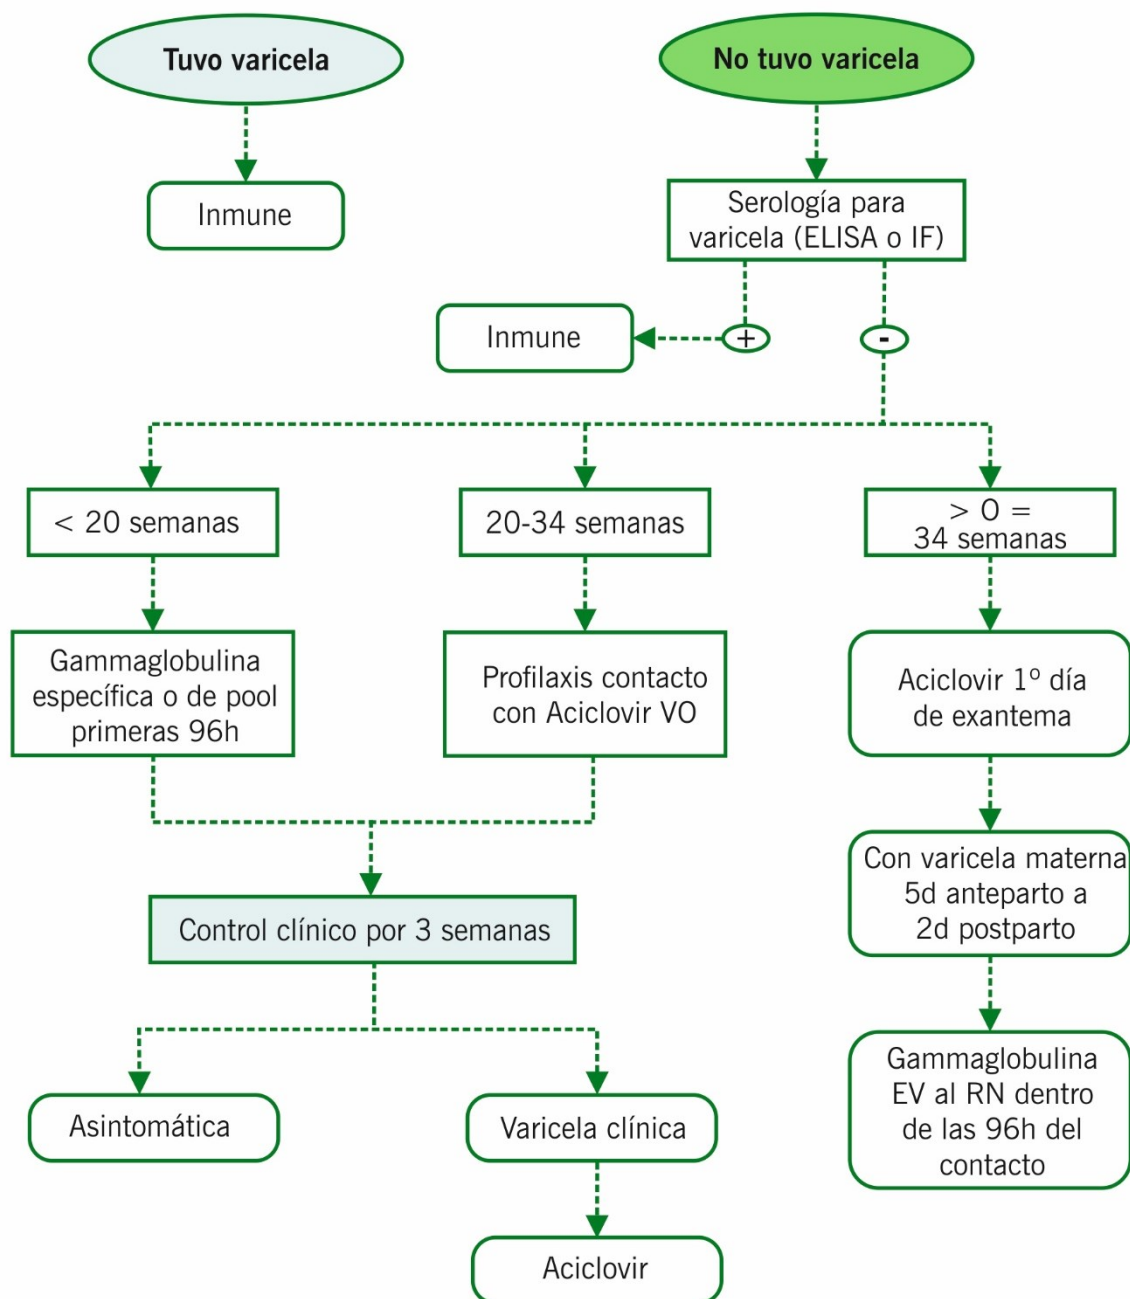 Tuvo varicela
No tuvo varicela
Inmune
Serología para
varicela (ELISA o IF)
Inmune
+
-
< 20 semanas
20-34 semanas
> O =
34 semanas
Gammaglobulina
específica o de pool
primeras 96h
Profilaxis contacto
con Aciclovir VO
Aciclovir 1º día
de exantema
Control clínico por 3 semanas
Con varicela materna
5d anteparto a
2d postparto
Asintomática
Varicela clínica
Gammaglobulina
EV al RN dentro
de las 96h del
contacto
Aciclovir